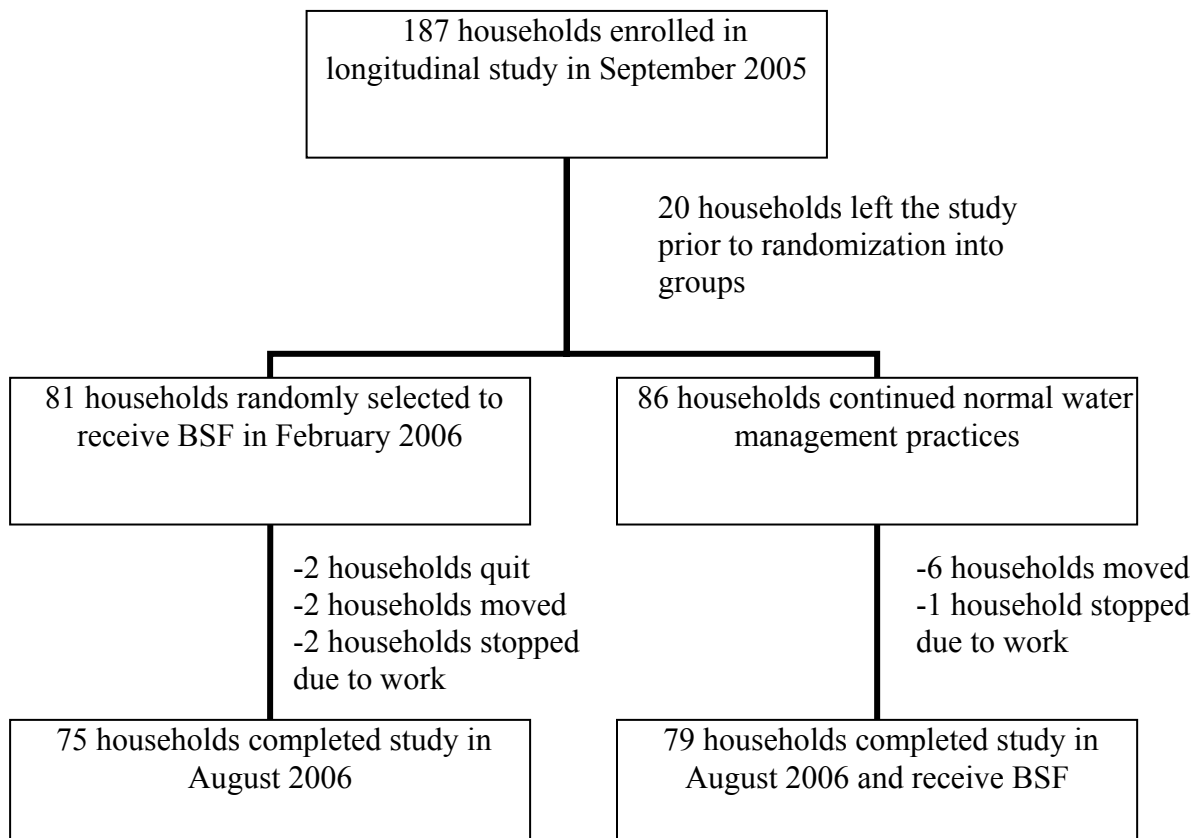 187 households enrolled in
longitudinal study in September 2005
20 households left the study
prior to randomization into
groups
81 households randomly selected to
receive BSF in February 2006
86 households continued normal water
management practices
-2 households quit
-2 households moved
-2 households stopped
due to work
-6 households moved
-1 household stopped
due to work
75 households completed study in
August 2006
79 households completed study in
August 2006 and receive BSF